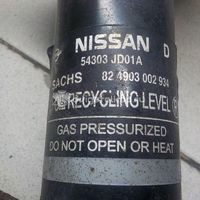 NISSAN D
54303 JD01A
SACHS 82 4903 002 934
RECYCLING LEVEL
GAS PRESSURIZED
DO NOT OPEN OR HEAT